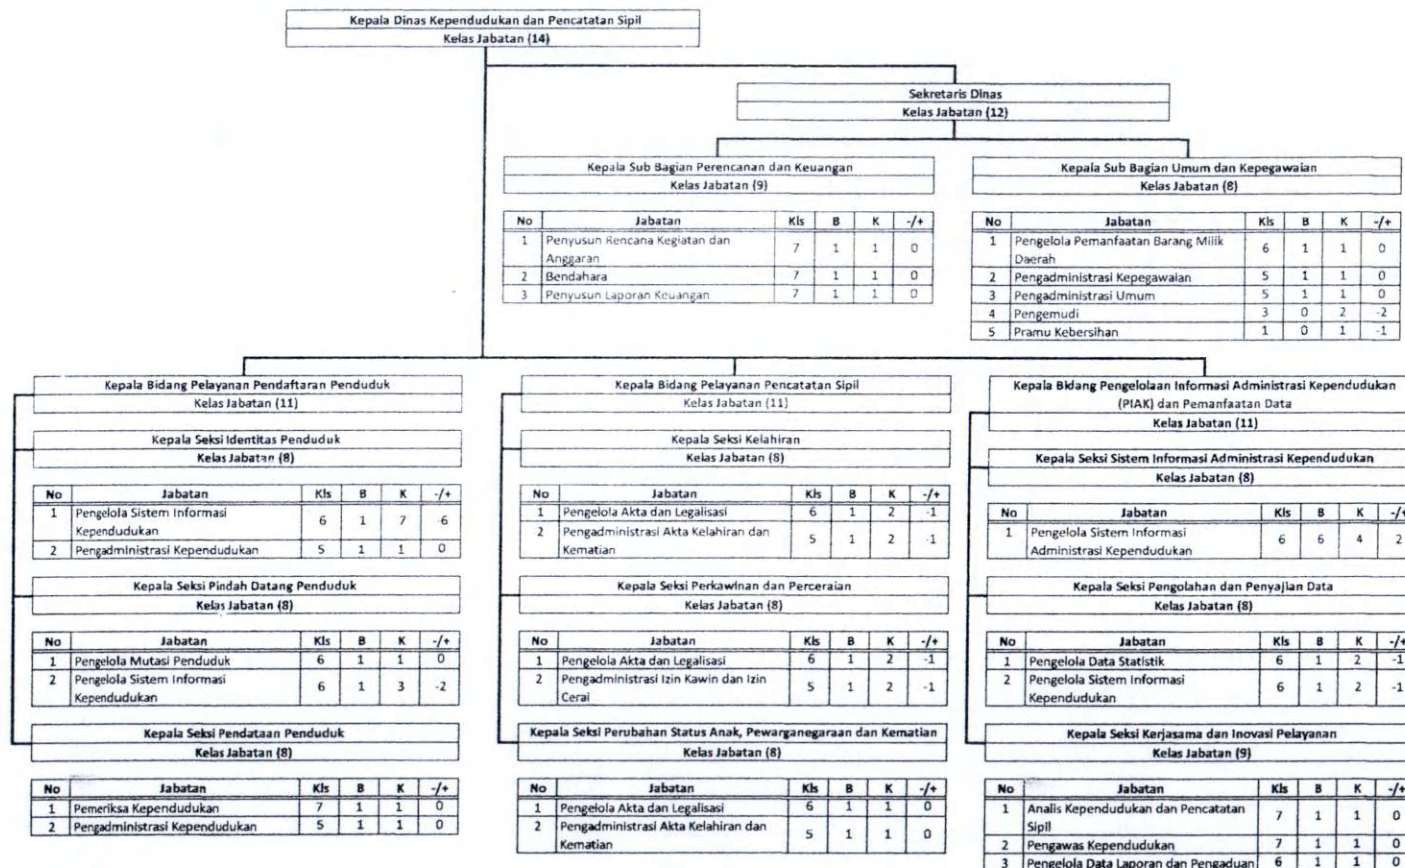 Kepala Dinas Kependudukan dan Pencatatan Sipil
Kelas Jabatan (14)
Sekretaris Dinas
Kelas Jabatan (12)
Kepala Sub Bagian Perencanan dan Keuangan
Kelas Jabatan (9)
No Jabatan Kls B K -/+
1 Penyusun Rencana Kegiatan dan
Anggaran 7 1 1 0
2 Bendahara 7 1 1 0
3 Penyusun Laporan Keuangan 7 1 1 0
Kepala Sub Bagian Umum dan Kepegawaian
Kelas Jabatan (8)
No Jabatan Kls B K -/+
1 Pengelola Pemanfaatan Barang Milik
Daerah 6 1 1 0
2 Pengadministrasi Kepegawaian 5 1 1 0
3 Pengadministrasi Umum 5 1 1 0
4 Pengemudi 3 0 2 -2
5 Pramu Kebersihan 1 0 1 -1
Kepala Bidang Pelayanan Pendaftaran Penduduk
Kelas Jabatan (11)
Kepala Seksi Identitas Penduduk
Kelas Jabatan (8)
No Jabatan Kls B K -/+
1 Pengelola Sistem Informasi
Kependudukan 6 1 7 -6
2 Pengadministrasi Kependudukan 5 1 1 0
Kepala Seksi Pindah Datang Penduduk
Kelas Jabatan (8)
No Jabatan Kls B K -/+
1 Pengelola Mutasi Penduduk 6 1 1 0
2 Pengelola Sistem Informasi
Kependudukan 6 1 3 -2
Kepala Seksi Pendataan Penduduk
Kelas Jabatan (8)
No Jabatan Kls B K -/+
1 Pemeriksa Kependudukan 7 1 1 0
2 Pengadministrasi Kependudukan 5 1 1 0
Kepala Bidang Pelayanan Pencatatan Sipil
Kelas Jabatan (11)
Kepala Seksi Kelahiran
Kelas Jabatan (8)
No Jabatan Kls B K -/+
1 Pengelola Akta dan Legalisasi 6 1 2 -1
2 Pengadministrasi Akta Kelahiran dan
Kematian 5 1 2 -1
Kepala Seksi Perkawinan dan Perceraian
Kelas Jabatan (8)
No Jabatan Kls B K -/+
1 Pengelola Akta dan Legalisasi 6 1 2 -1
2 Pengadministrasi Izin Kawin dan Izin
Cerai 5 1 2 -1
Kepala Seksi Perubahan Status Anak, Pewarganegaraan dan Kematian
Kelas Jabatan (8)
No Jabatan Kls B K -/+
1 Pengelola Akta dan Legalisasi 6 1 1 0
2 Pengadministrasi Akta Kelahiran dan
Kematian 5 1 1 0
Kepala Bidang Pengelolaan Informasi Administrasi Kependudukan
(PIAK) dan Pemanfaatan Data
Kelas Jabatan (11)
Kepala Seksi Sistem Informasi Administrasi Kependudukan
Kelas Jabatan (8)
No Jabatan Kls B K -/+
1 Pengelola Sistem Informasi
Administrasi Kependudukan 6 6 4 2
Kepala Seksi Pengolahan dan Penyajian Data
Kelas Jabatan (8)
No Jabatan Kls B K -/+
1 Pengelola Data Statistik 6 1 2 -1
2 Pengelola Sistem Informasi
Kependudukan 6 1 2 -1
Kepala Seksi Kerjasama dan Inovasi Pelayanan
Kelas Jabatan (9)
No Jabatan Kls B K -/+
1 Analis Kependudukan dan Pencatatan
Sipil 7 1 1 0
2 Pengawas Kependudukan 7 1 1 0
3 Pengelola Data Laporan dan Pengaduan 6 1 1 0